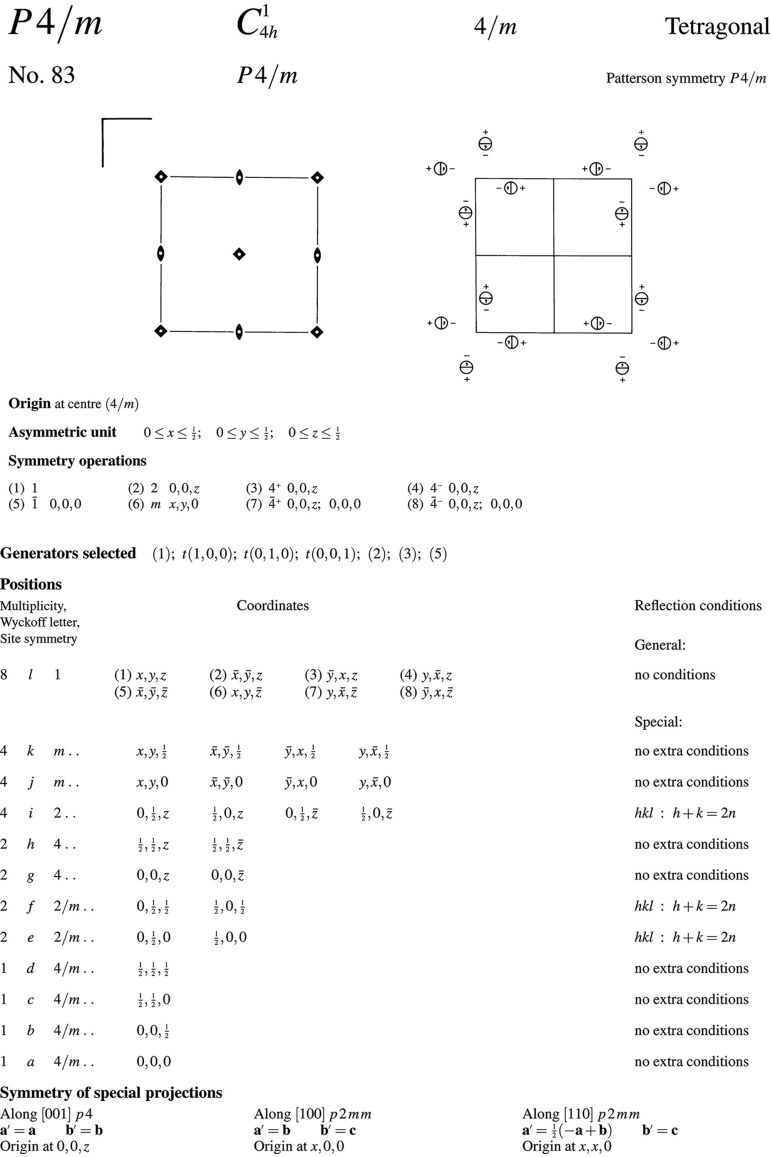 P4/m C¹₄ₕ 4/m Tetragonal
No. 83 P4/m Patterson symmetry P4/m
Origin at centre (4/m)
Asymmetric unit 0 ≤ x ≤ ½; 0 ≤ y ≤ ½; 0 ≤ z ≤ ½
Symmetry operations
(1) 1 (2) 2 0,0,z (3) 4⁺ 0,0,z (4) 4⁻ 0,0,z
(5) 1̄ 0,0,0 (6) m x,y,0 (7) 4̄⁺ 0,0,z; 0,0,0 (8) 4̄⁻ 0,0,z; 0,0,0
Generators selected (1); t(1,0,0); t(0,1,0); t(0,0,1); (2); (3); (5)
Positions
Multiplicity, Coordinates Reflection conditions
Wyckoff letter,
Site symmetry
General:
8 l 1 (1) x,y,z (2) x̄,ȳ,z (3) ȳ,x,z (4) y,x̄,z no conditions
(5) x̄,ȳ,z̄ (6) x,y,z̄ (7) y,x̄,z̄ (8) ȳ,x,z̄
Special:
4 k m . . x,y,½ x̄,ȳ,½ ȳ,x,½ y,x̄,½ no extra conditions
4 j m . . x,y,0 x̄,ȳ,0 ȳ,x,0 y,x̄,0 no extra conditions
4 i 2 . . 0,½,z ½,0,z 0,½,z̄ ½,0,z̄ hkl : h+k=2n
2 h 4 . . ½,½,z ½,½,z̄ no extra conditions
2 g 4 . . 0,0,z 0,0,z̄ no extra conditions
2 f 2/m . . 0,½,½ ½,0,½ hkl : h+k=2n
2 e 2/m . . 0,½,0 ½,0,0 hkl : h+k=2n
1 d 4/m . . ½,½,½ no extra conditions
1 c 4/m . . ½,½,0 no extra conditions
1 b 4/m . . 0,0,½ no extra conditions
1 a 4/m . . 0,0,0 no extra conditions
Symmetry of special projections
Along [001] p4 Along [100] p2mm Along [110] p2mm
a′ = a b′ = b a′ = b b′ = c a′ = ½(−a+b) b′ = c
Origin at 0,0,z Origin at x,0,0 Origin at x,x,0